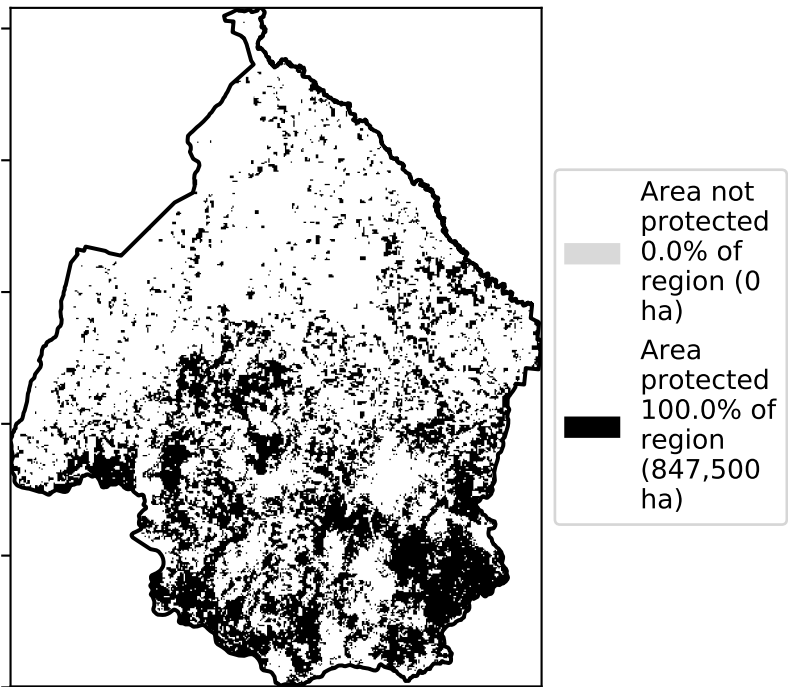 Area not
protected
0.0% of
region (0
ha)
Area
protected
100.0% of
region
(847,500
ha)